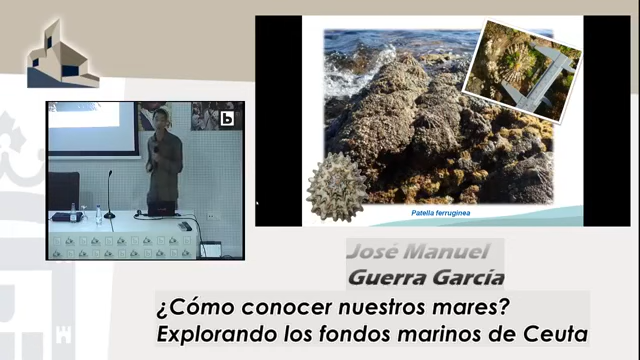 b
Patella ferruginea
José Manuel
Guerra García
¿Cómo conocer nuestros mares?
Explorando los fondos marinos de Ceuta